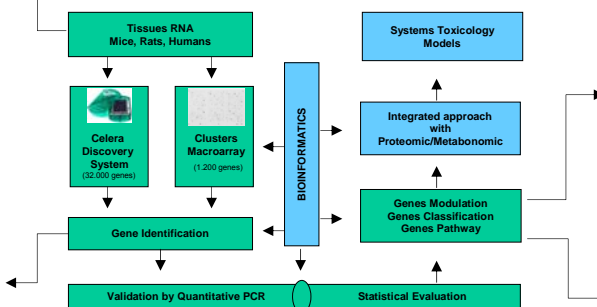 Tissues RNA
Mice, Rats, Humans
Systems Toxicology
Models
Celera
Discovery
System
(32.000 genes)
Clusters
Macroarray
(1.200 genes)
BIOINFORMATICS
Integrated approach
with
Proteomic/Metabonomic
Gene Identification
Genes Modulation
Genes Classification
Genes Pathway
Validation by Quantitative PCR
Statistical Evaluation